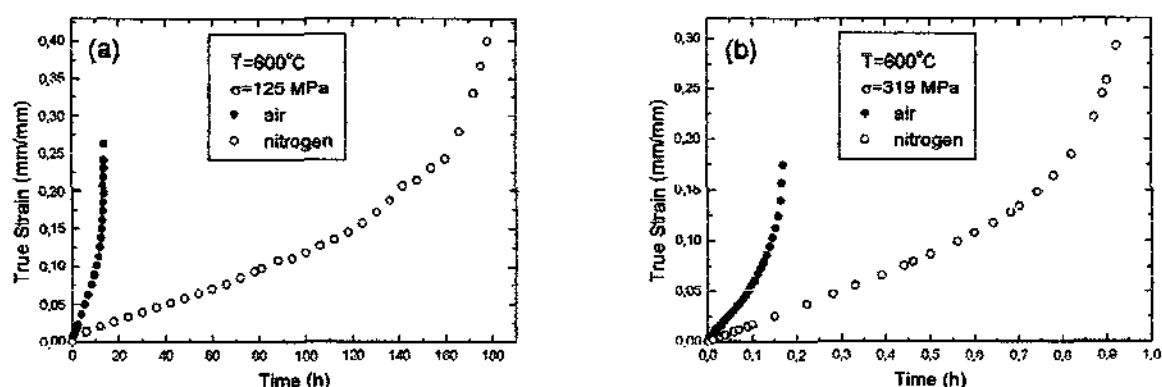 (a)
T=600°C
σ=125 MPa
air
nitrogen
True Strain (mm/mm)
0,40
0,35
0,30
0,25
0,20
0,15
0,10
0,05
0,00
0 20 40 60 80 100 120 140 160 180
Time (h)
(b)
T=600°C
σ=319 MPa
air
nitrogen
True Strain (mm/mm)
0,30
0,25
0,20
0,15
0,10
0,05
0,00
0,0 0,1 0,2 0,3 0,4 0,5 0,6 0,7 0,8 0,9 1,0
Time (h)